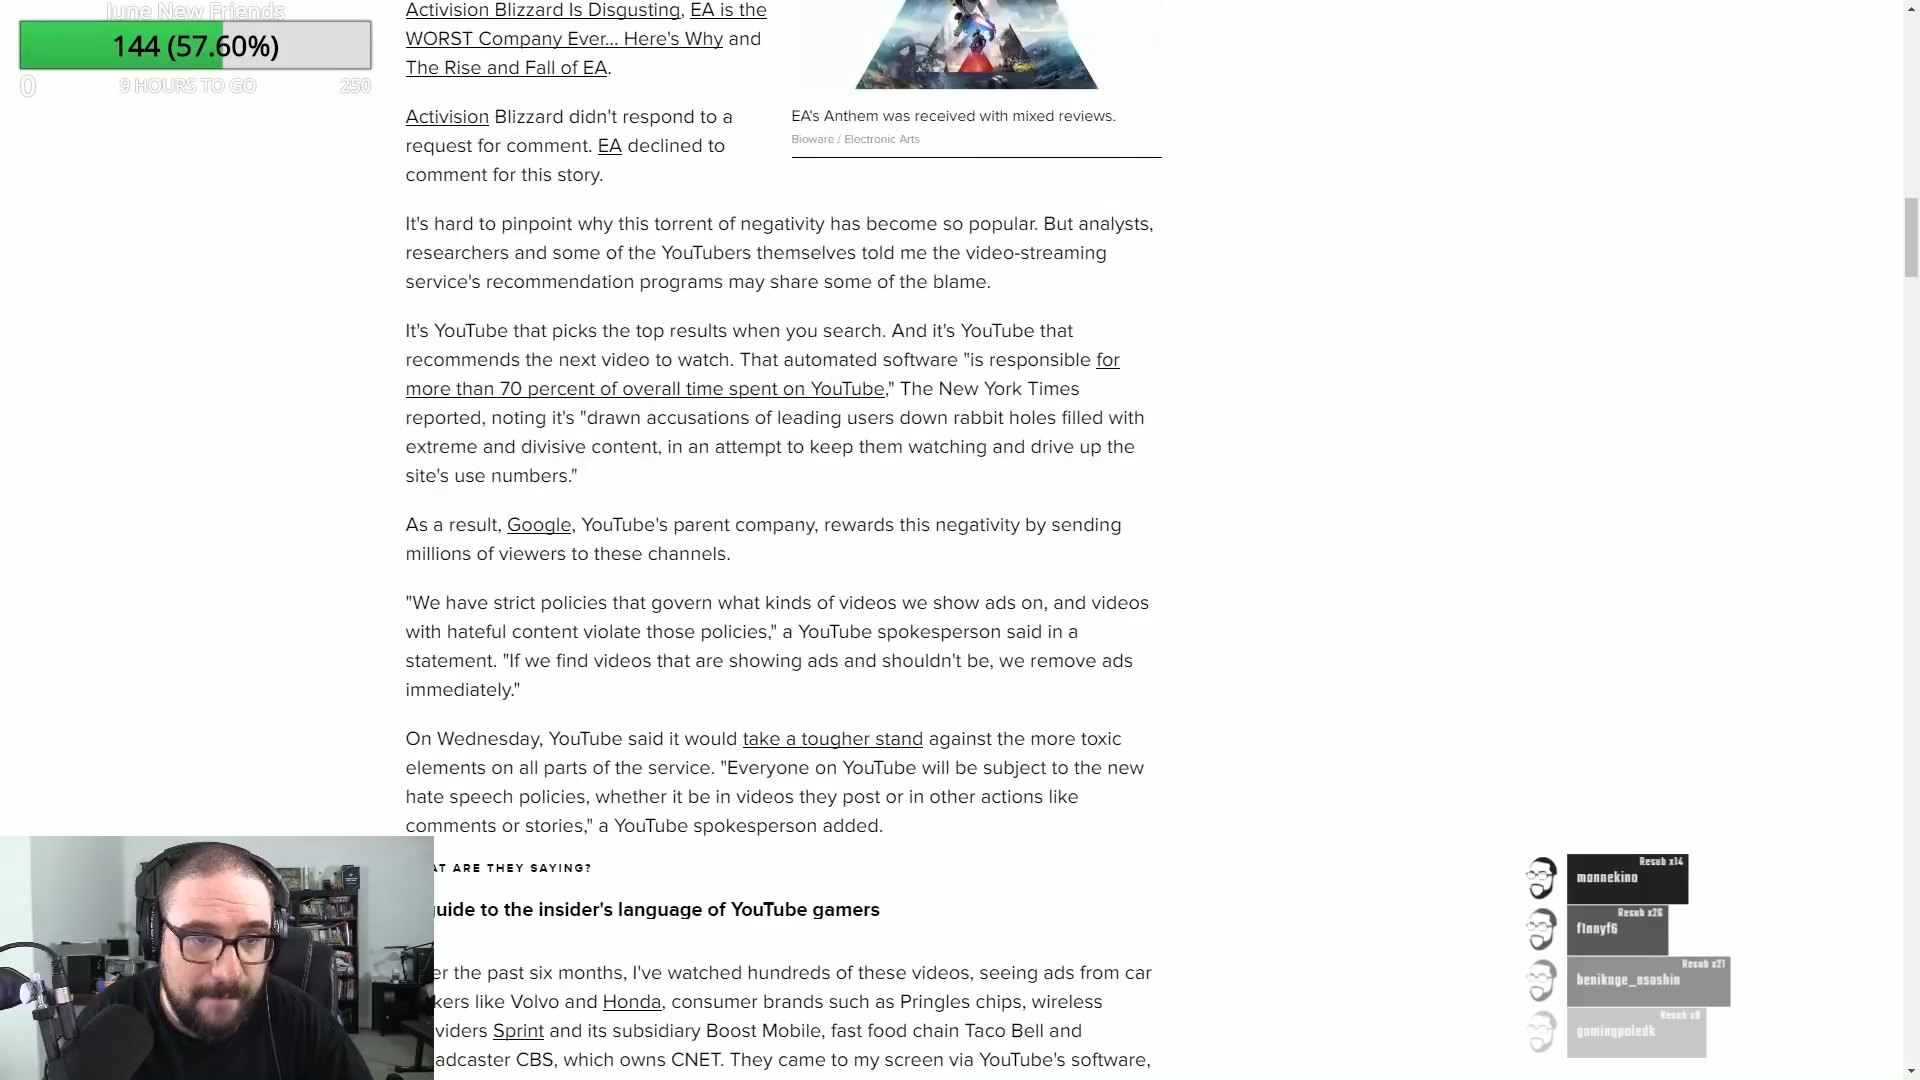 June New Friends
144 (57.60%)
0
9 HOURS TO GO
250
Activision Blizzard Is Disgusting, EA is the
WORST Company Ever... Here's Why and
The Rise and Fall of EA.
Activision Blizzard didn't respond to a
request for comment. EA declined to
comment for this story.
EA's Anthem was received with mixed reviews.
Bioware / Electronic Arts
It's hard to pinpoint why this torrent of negativity has become so popular. But analysts,
researchers and some of the YouTubers themselves told me the video-streaming
service's recommendation programs may share some of the blame.
It's YouTube that picks the top results when you search. And it's YouTube that
recommends the next video to watch. That automated software "is responsible for
more than 70 percent of overall time spent on YouTube," The New York Times
reported, noting it's "drawn accusations of leading users down rabbit holes filled with
extreme and divisive content, in an attempt to keep them watching and drive up the
site's use numbers."
As a result, Google, YouTube's parent company, rewards this negativity by sending
millions of viewers to these channels.
"We have strict policies that govern what kinds of videos we show ads on, and videos
with hateful content violate those policies," a YouTube spokesperson said in a
statement. "If we find videos that are showing ads and shouldn't be, we remove ads
immediately."
On Wednesday, YouTube said it would take a tougher stand against the more toxic
elements on all parts of the service. "Everyone on YouTube will be subject to the new
hate speech policies, whether it be in videos they post or in other actions like
comments or stories," a YouTube spokesperson added.
AT ARE THEY SAYING?
uide to the insider's language of YouTube gamers
er the past six months, I've watched hundreds of these videos, seeing ads from car
kers like Volvo and Honda, consumer brands such as Pringles chips, wireless
viders Sprint and its subsidiary Boost Mobile, fast food chain Taco Bell and
adcaster CBS, which owns CNET. They came to my screen via YouTube's software,
Resub x14
mannekino
Resub x26
f1nnyf6
Resub x21
benikage_asashin
Resub x8
gamingpaledk